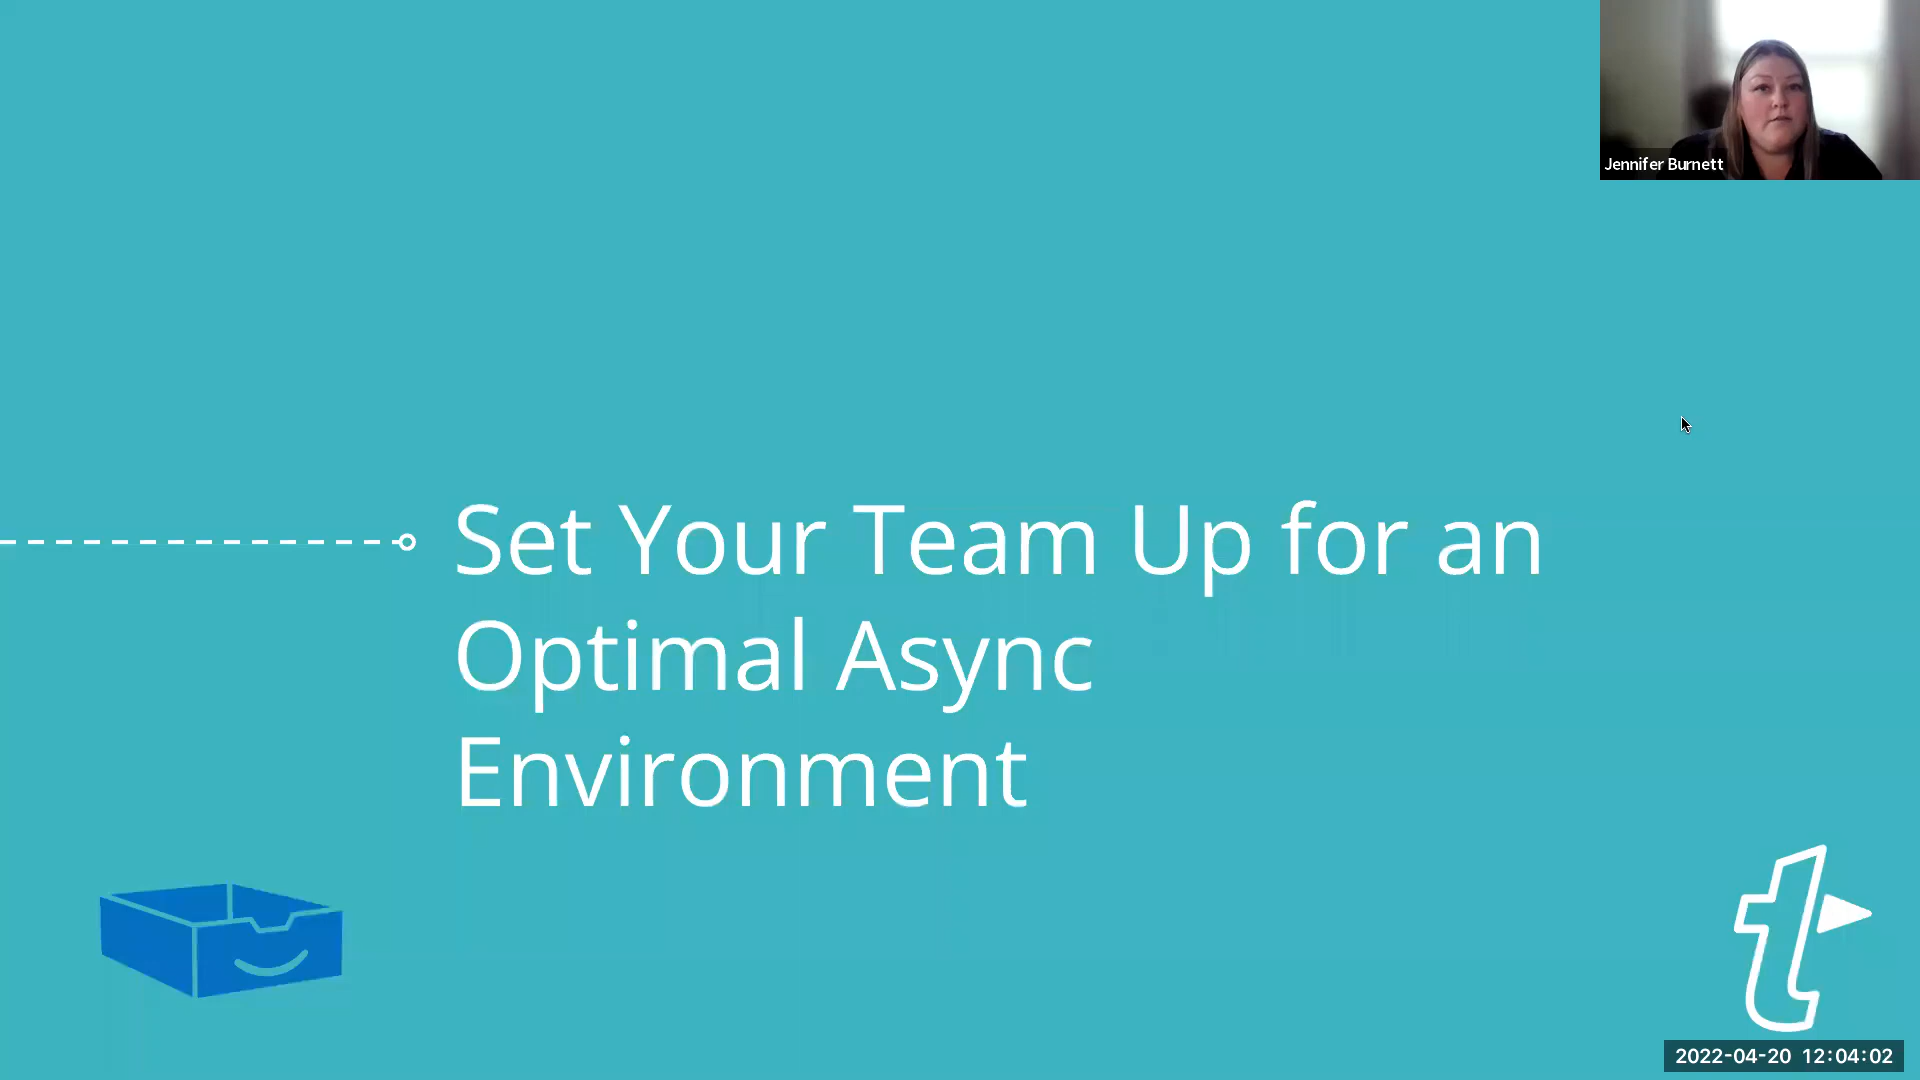 Jennifer Burnett
Set Your Team Up for an
Optimal Async
Environment
t
2022-04-20 12:04:02